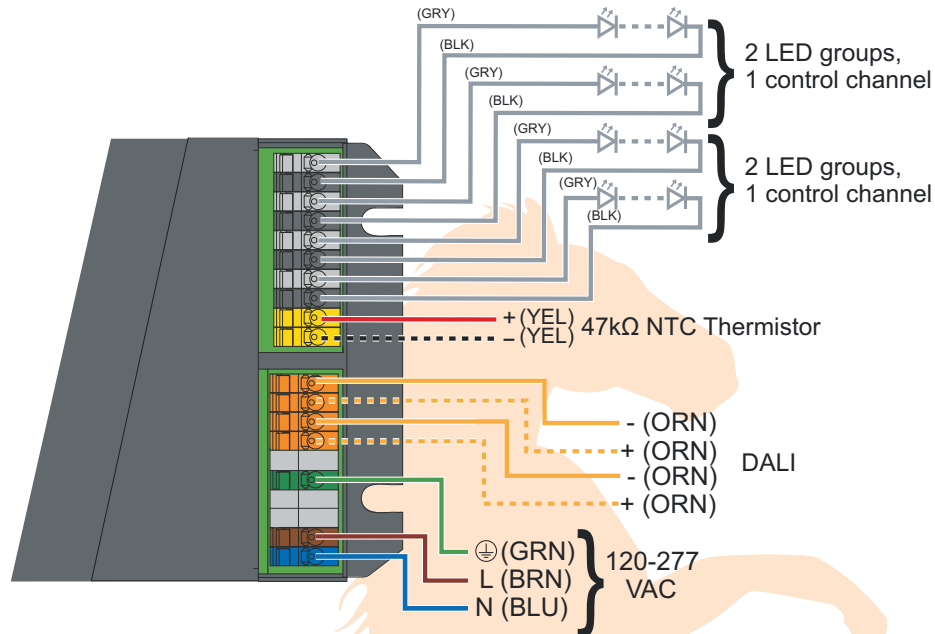 (GRY)
(BLK)
2 LED groups,
1 control channel
(GRY)
(BLK)
(GRY)
(BLK)
2 LED groups,
1 control channel
(GRY)
(BLK)
+ (YEL)
– (YEL)
47kΩ NTC Thermistor
- (ORN)
+ (ORN)
- (ORN)
+ (ORN)
DALI
(GRN)
L (BRN)
N (BLU)
120-277
VAC